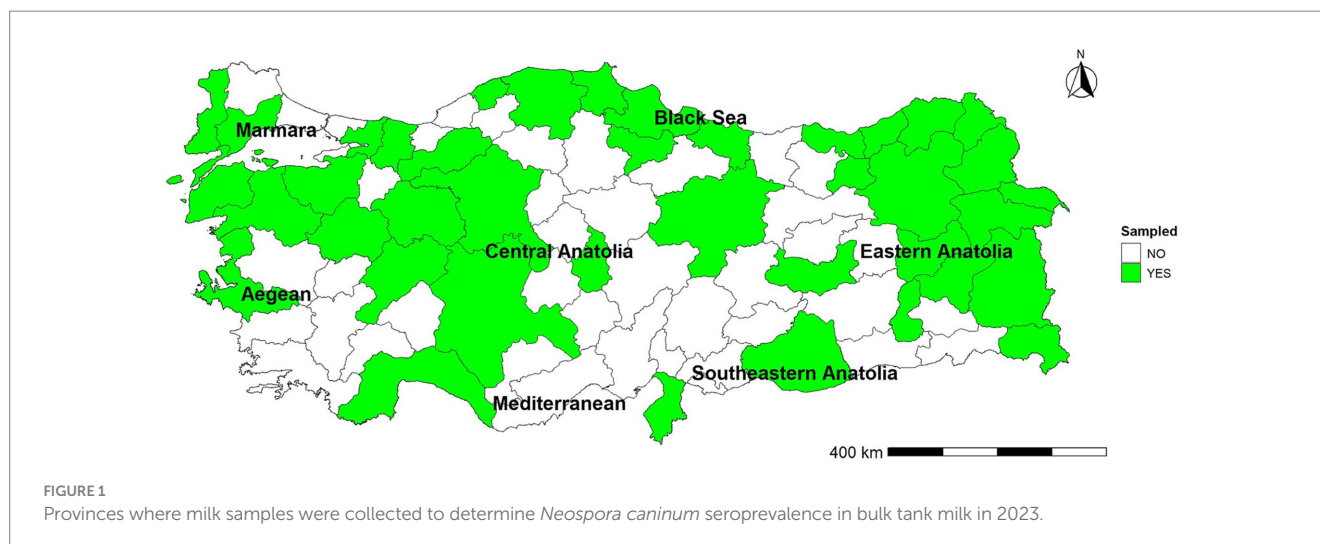 N
Black Sea
Marmara
Sampled
NO
YES
Central Anatolia
Eastern Anatolia
Aegean
Southeastern Anatolia
Mediterranean
400 km
FIGURE 1
Provinces where milk samples were collected to determine Neospora caninum seroprevalence in bulk tank milk in 2023.